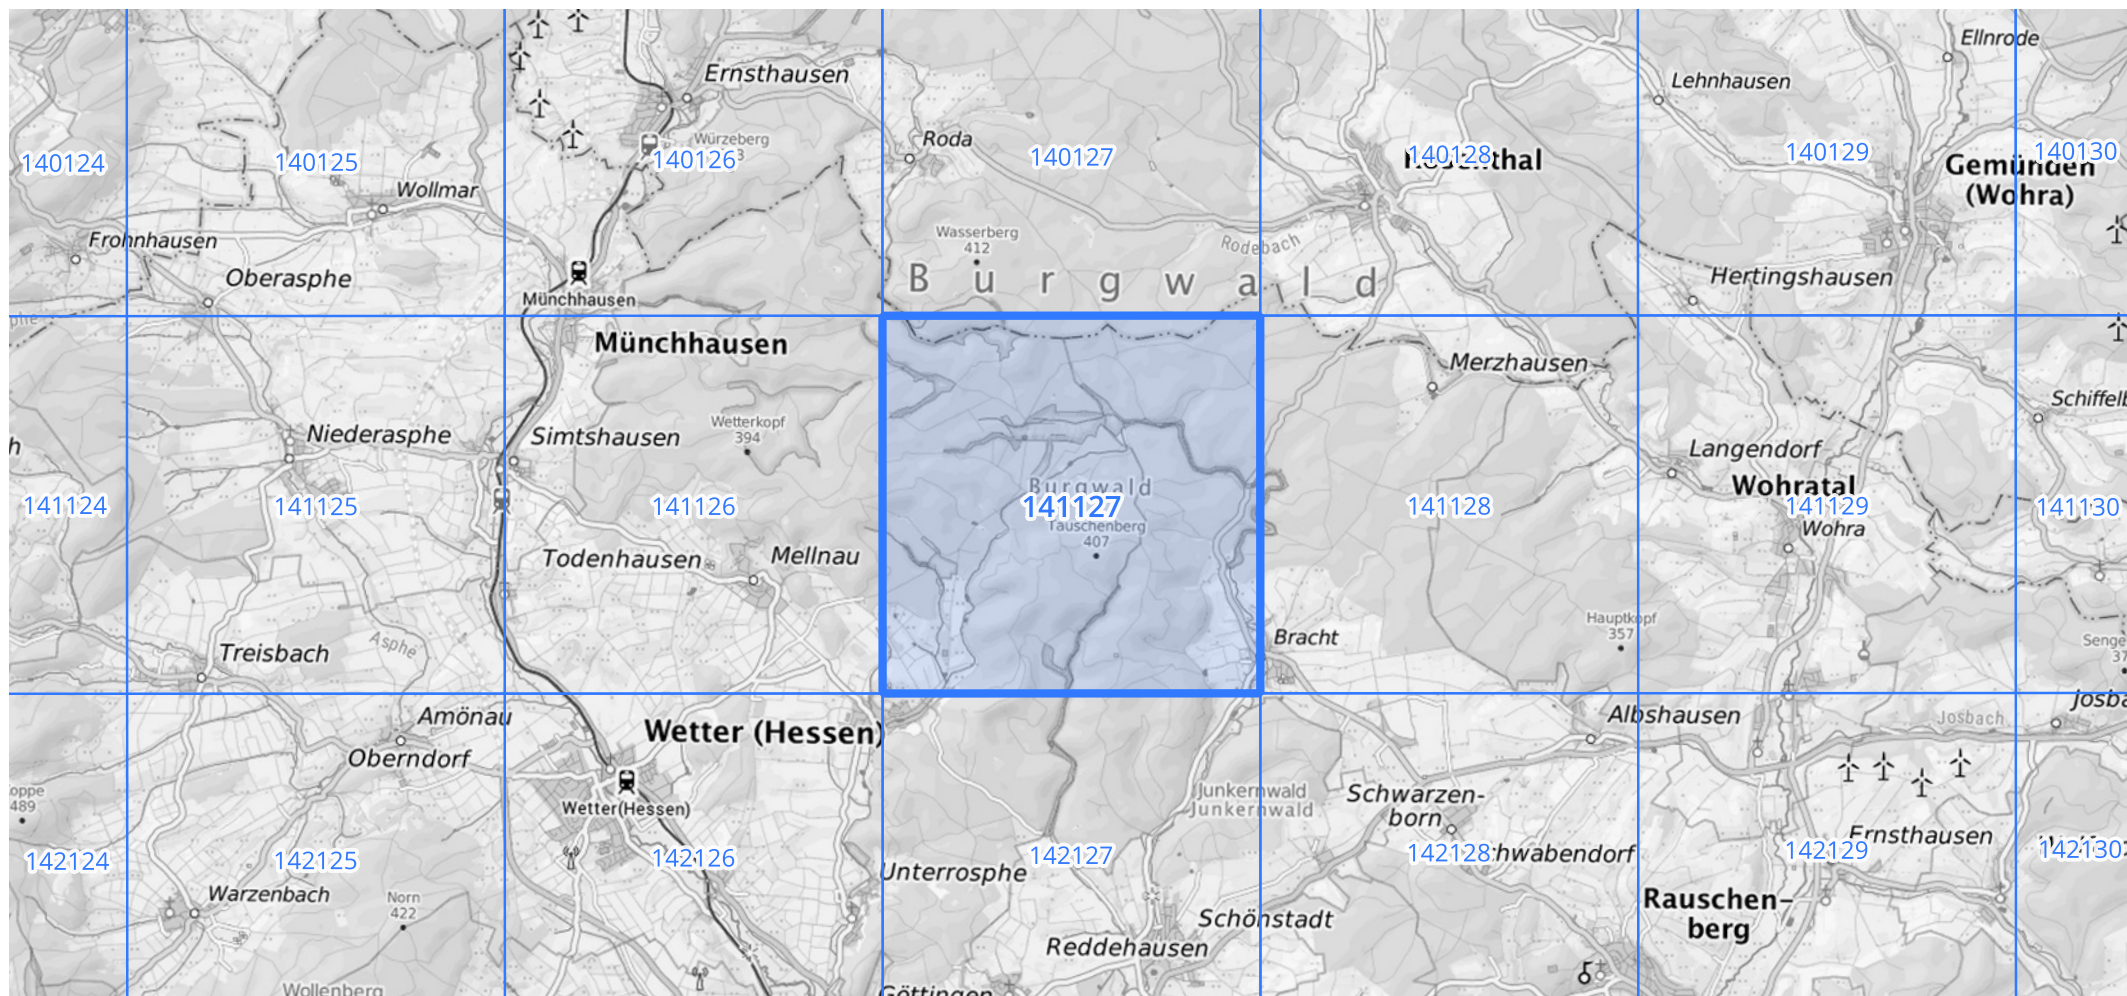 Ellnrode
Ernsthausen
Lehnhausen
Roda
Würzeberg
140124
140125
140126
140127
140128
140129
140130
Gemünden
(Wohra)
Wollmar
Frohnhausen
Wasserberg
412
Rodebach
Oberasphe
Burgwald
Hertingshausen
Münchhausen
Münchhausen
Merzhausen
Niederasphe
Simtshausen
Wetterkopf
394
Langendorf
Wohratal
Burgwald
141124
141125
141126
141127
141128
141129
141130
Tauschenberg
407
Wohra
Todenhausen
Mellnau
Hauptkopf
357
Asphe
Treisbach
Bracht
Amönau
Wetter (Hessen)
Albshausen
Josbach
Oberndorf
489
Junkernwald
Junkernwald
Wetter(Hessen)
Schwarzen-
born
Ernsthausen
142124
142125
142126
142127
142128
142129
142130
Unterrosphe
Warzenbach
Norn
422
Rauschen-
berg
Schönstadt
Reddehausen
Wollenberg
Göttingen